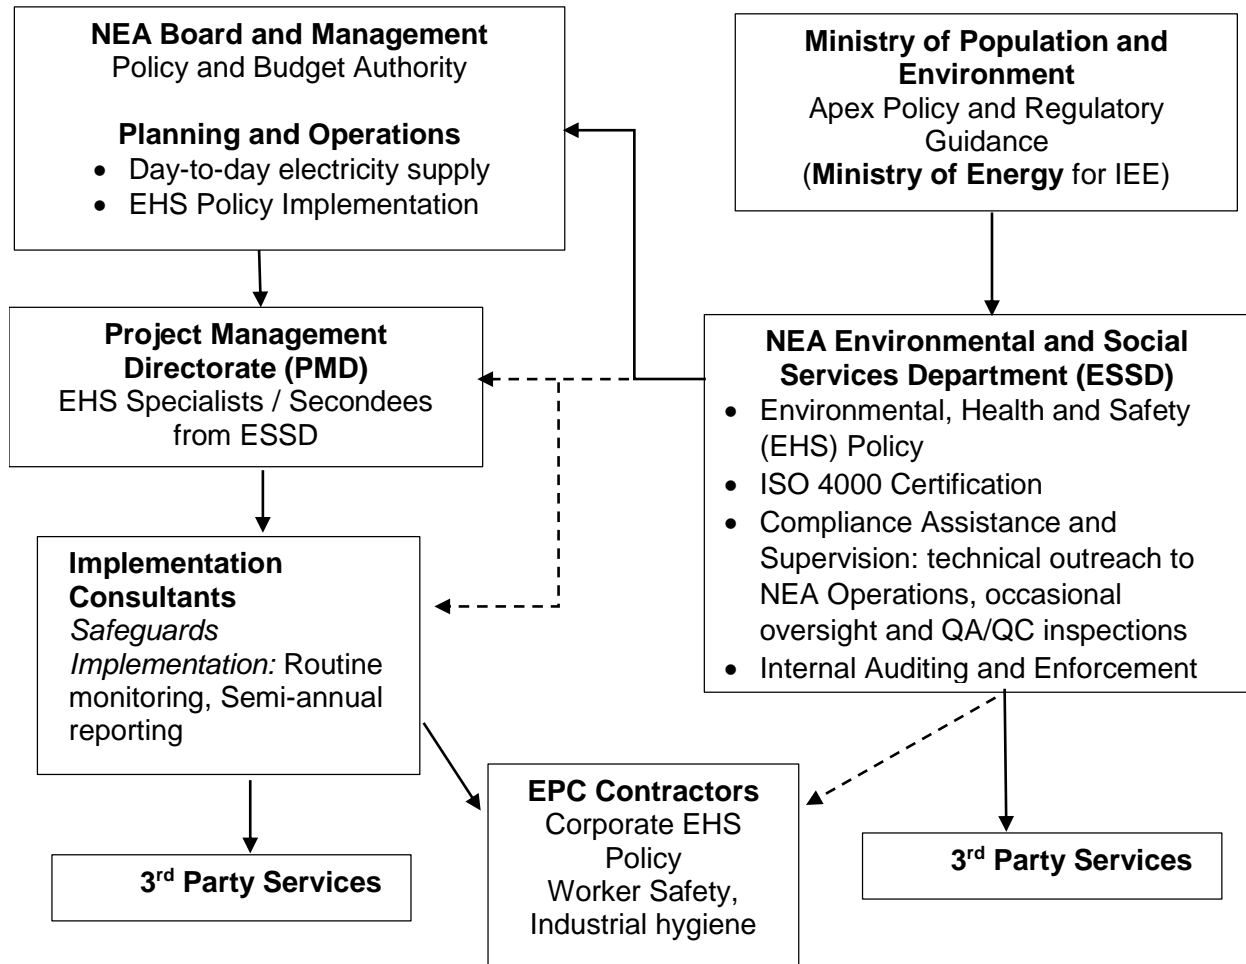 NEA Board and Management
Policy and Budget Authority
Planning and Operations
• Day-to-day electricity supply
• EHS Policy Implementation
Ministry of Population and
Environment
Apex Policy and Regulatory
Guidance
(Ministry of Energy for IEE)
Project Management
Directorate (PMD)
EHS Specialists / Secondees
from ESSD
NEA Environmental and Social
Services Department (ESSD)
• Environmental, Health and Safety
(EHS) Policy
• ISO 4000 Certification
• Compliance Assistance and
Supervision: technical outreach to
NEA Operations, occasional
oversight and QA/QC inspections
• Internal Auditing and Enforcement
Implementation
Consultants
Safeguards
Implementation: Routine
monitoring, Semi-annual
reporting
EPC Contractors
Corporate EHS
Policy
Worker Safety,
Industrial hygiene
3rd Party Services
3rd Party Services